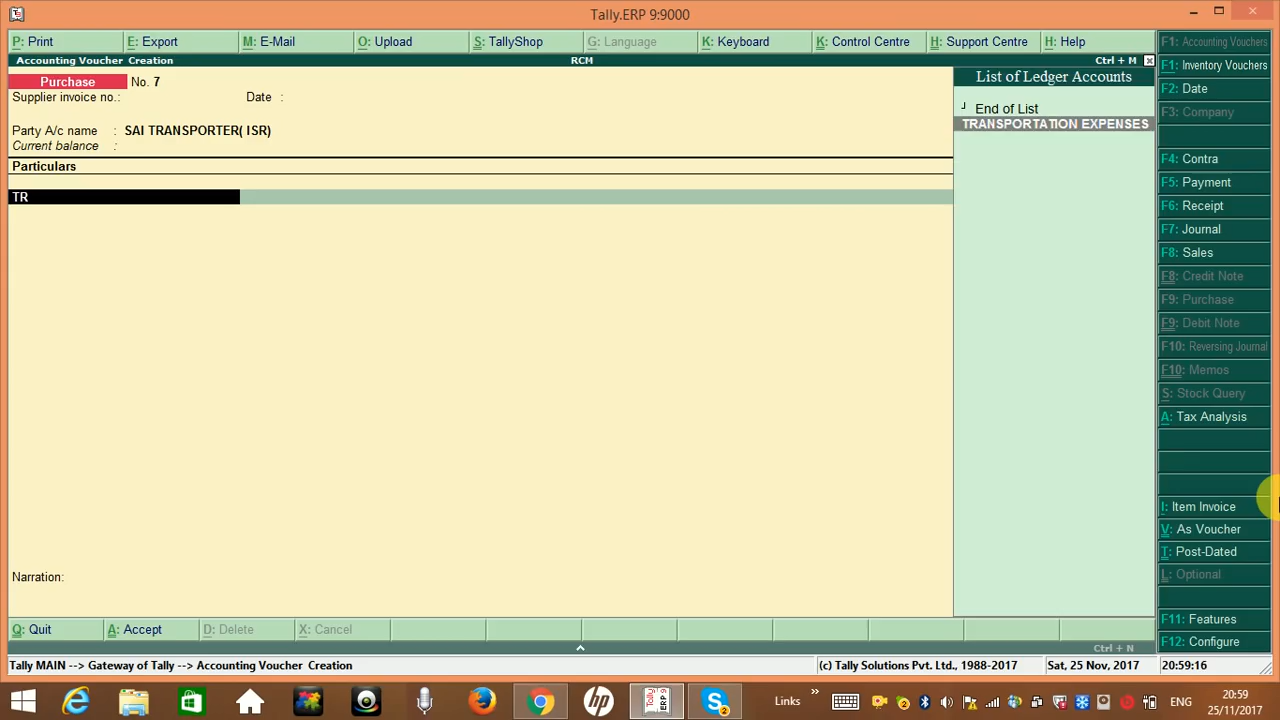 Tally.ERP 9:9000
P: Print E: Export M: E-Mail O: Upload S: TallyShop G: Language K: Keyboard K: Control Centre H: Support Centre H: Help
Accounting Voucher Creation RCM Ctrl + M
Purchase No. 7
Supplier invoice no.: Date :
Party A/c name : SAI TRANSPORTER( ISR)
Current balance :
Particulars
TR
Narration:
List of Ledger Accounts
End of List
TRANSPORTATION EXPENSES
F1: Accounting Vouchers
F1: Inventory Vouchers
F2: Date
F3: Company
F4: Contra
F5: Payment
F6: Receipt
F7: Journal
F8: Sales
F8: Credit Note
F9: Purchase
F9: Debit Note
F10: Reversing Journal
F10: Memos
S: Stock Query
A: Tax Analysis
I: Item Invoice
V: As Voucher
T: Post-Dated
L: Optional
F11: Features
F12: Configure
Q: Quit A: Accept D: Delete X: Cancel
Ctrl + N
Tally MAIN --> Gateway of Tally --> Accounting Voucher Creation (c) Tally Solutions Pvt. Ltd., 1988-2017 Sat, 25 Nov, 2017 20:59:16
Links » ENG 20:59
25/11/2017